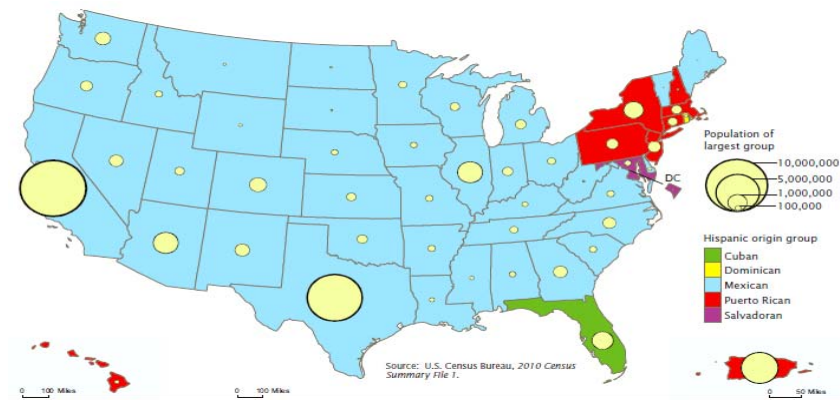 Population of
largest group
10,000,000
5,000,000
1,000,000
100,000
DC
Hispanic origin group
Cuban
Dominican
Mexican
Puerto Rican
Salvadoran
Source: U.S. Census Bureau, 2010 Census
Summary File 1.
0 100 Miles
0 100 Miles
0 50 Miles